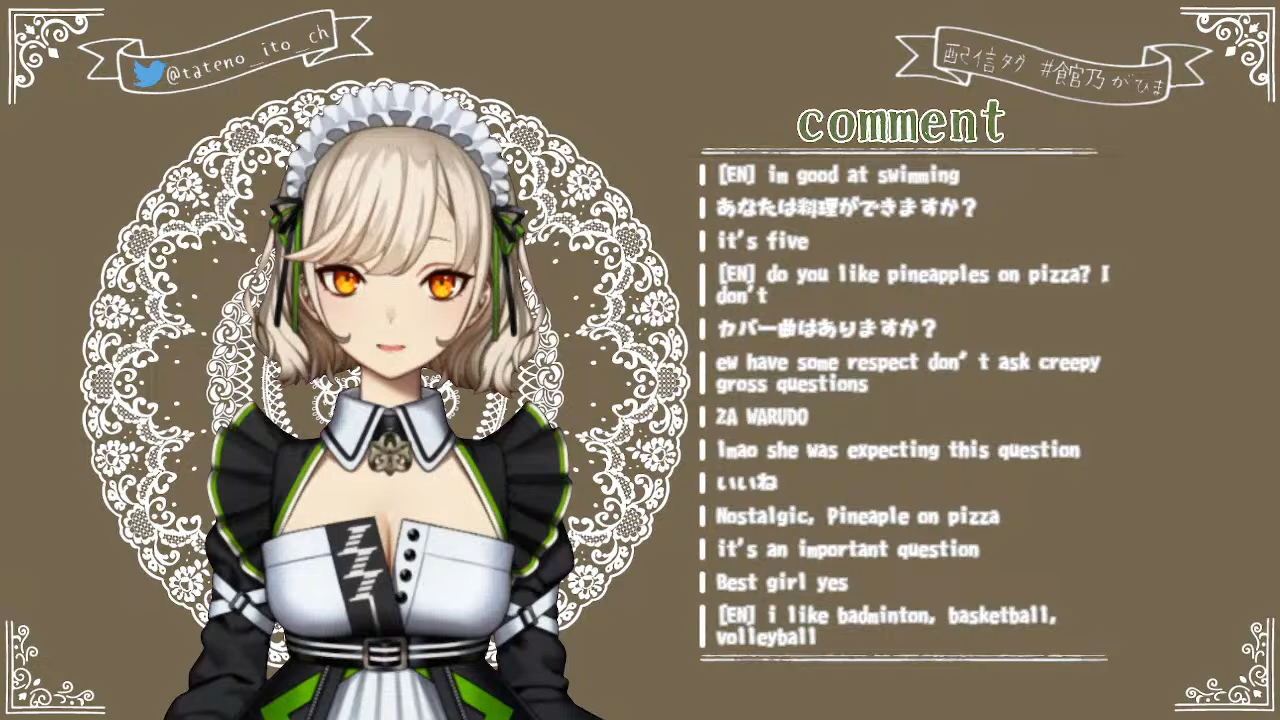 @tateno_ito_ch
配信タグ #館乃がひま
comment
[EN] im good at swimming
あなたは料理ができますか?
it's five
[EN] do you like pineapples on pizza? I
don't
カバー曲はありますか?
ew have some respect don't ask creepy
gross questions
ZA WARUDO
lmao she was expecting this question
いいね
Nostalgic, Pineaple on pizza
it's an important question
Best girl yes
[EN] i like badminton, basketball,
volleyball